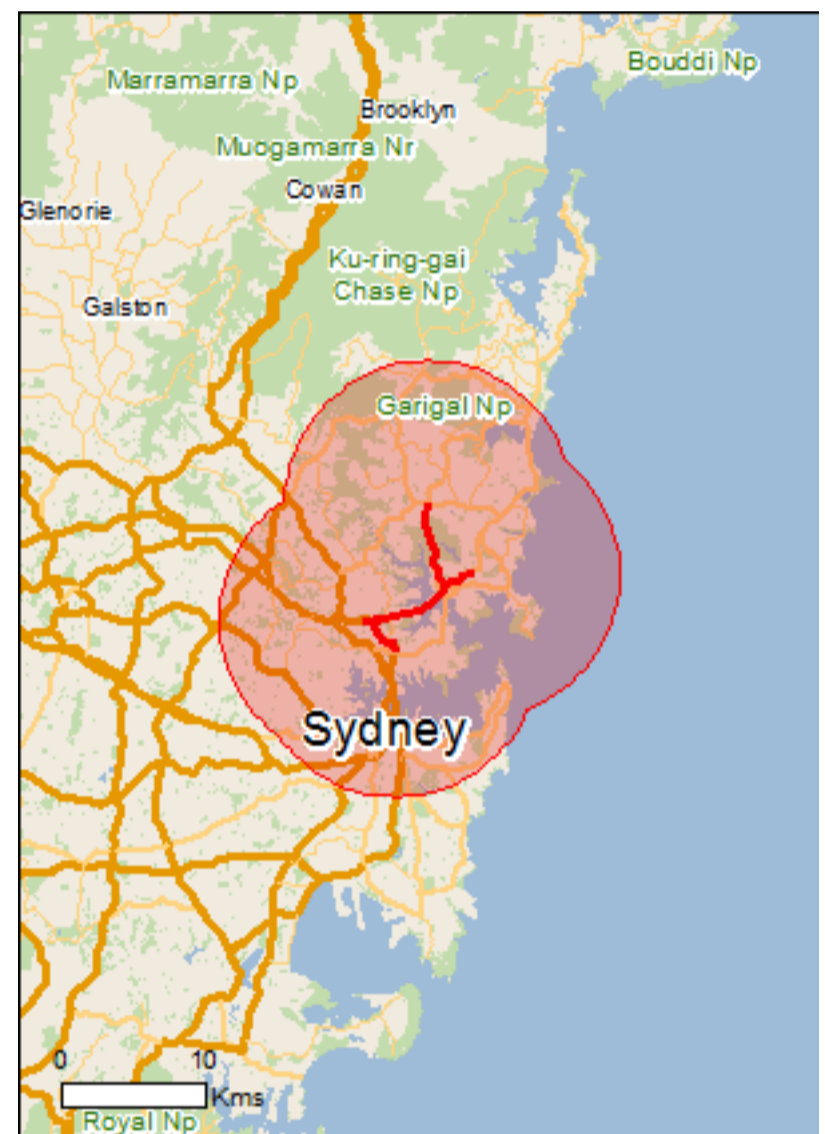 Bouddi Np
Marramarra Np
Brooklyn
Muogamarra Nr
Cowan
Glenorie
Ku-ring-gai
Chase Np
Galston
Garigal Np
Sydney
0 10
Kms
Royal Np